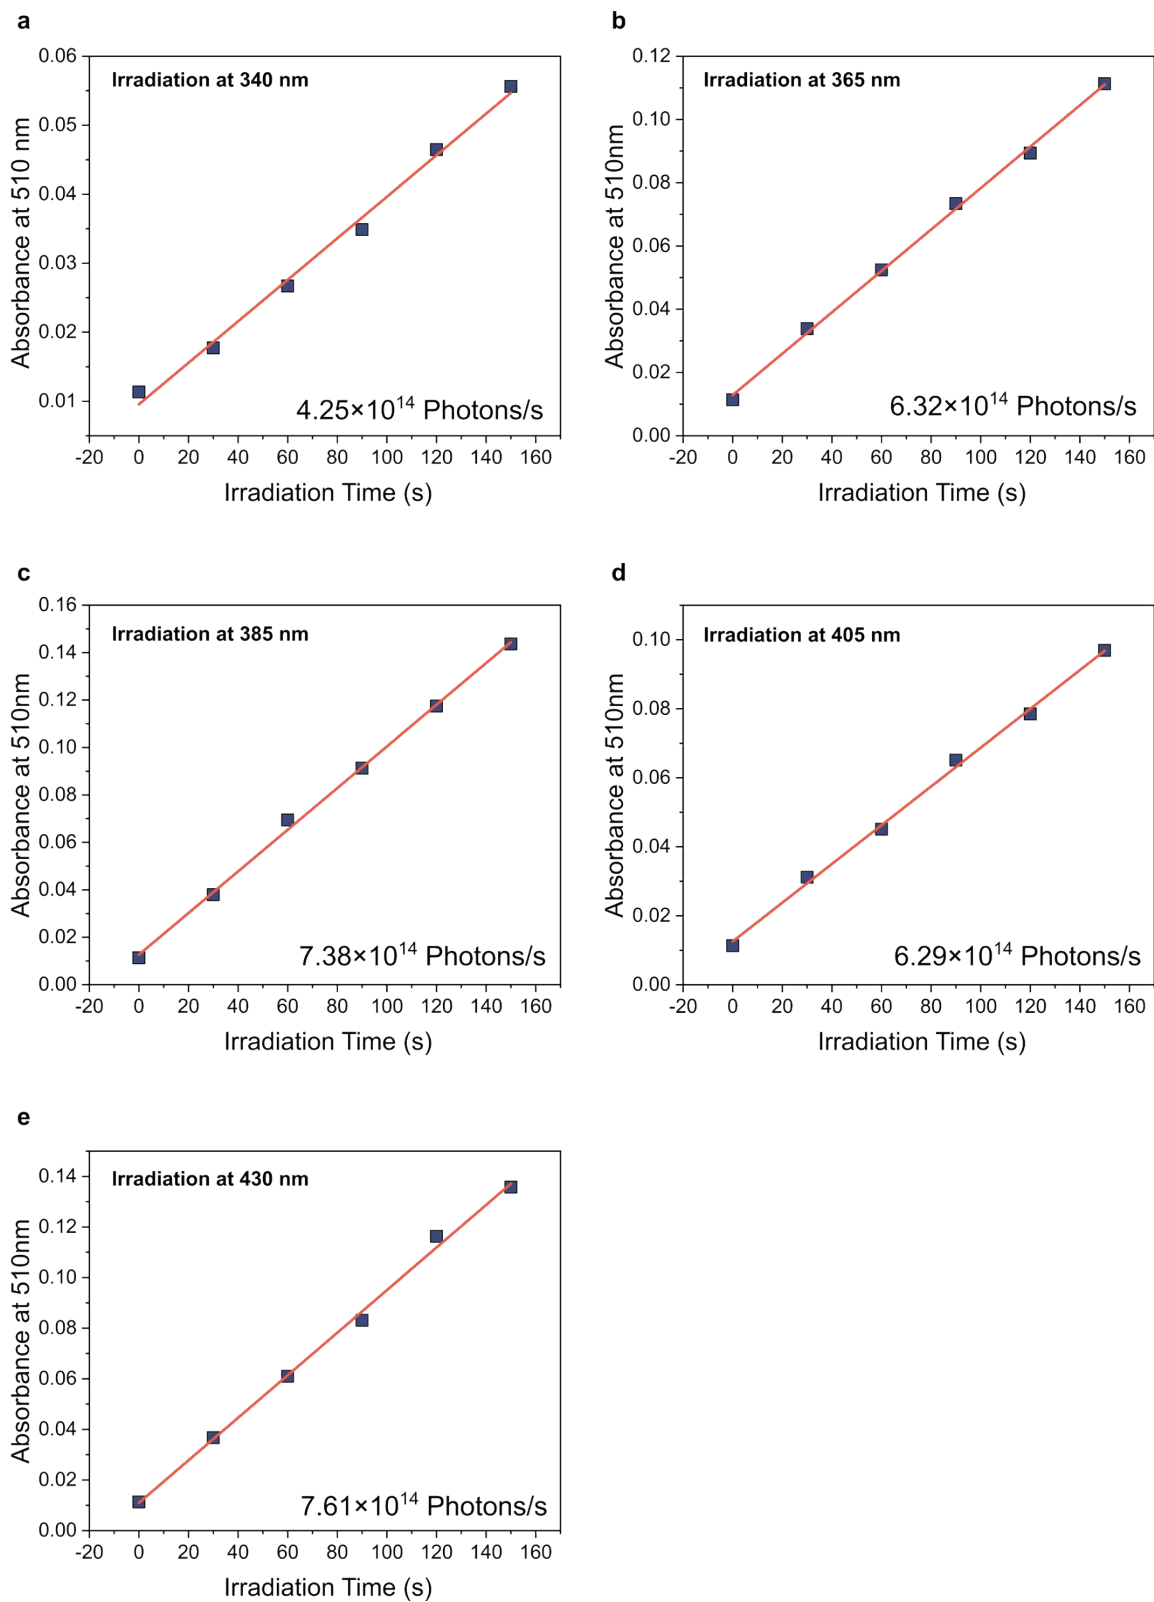 a
Irradiation at 340 nm
0.06
0.05
0.04
0.03
0.02
0.01
Absorbance at 510 nm
4.25×10¹⁴ Photons/s
-20 0 20 40 60 80 100 120 140 160
Irradiation Time (s)
b
Irradiation at 365 nm
0.12
0.10
0.08
0.06
0.04
0.02
0.00
Absorbance at 510nm
6.32×10¹⁴ Photons/s
-20 0 20 40 60 80 100 120 140 160
Irradiation Time (s)
c
Irradiation at 385 nm
0.16
0.14
0.12
0.10
0.08
0.06
0.04
0.02
0.00
Absorbance at 510nm
7.38×10¹⁴ Photons/s
-20 0 20 40 60 80 100 120 140 160
Irradiation Time (s)
d
Irradiation at 405 nm
0.10
0.08
0.06
0.04
0.02
0.00
Absorbance at 510nm
6.29×10¹⁴ Photons/s
-20 0 20 40 60 80 100 120 140 160
Irradiation Time (s)
e
Irradiation at 430 nm
0.14
0.12
0.10
0.08
0.06
0.04
0.02
0.00
Absorbance at 510nm
7.61×10¹⁴ Photons/s
-20 0 20 40 60 80 100 120 140 160
Irradiation Time (s)